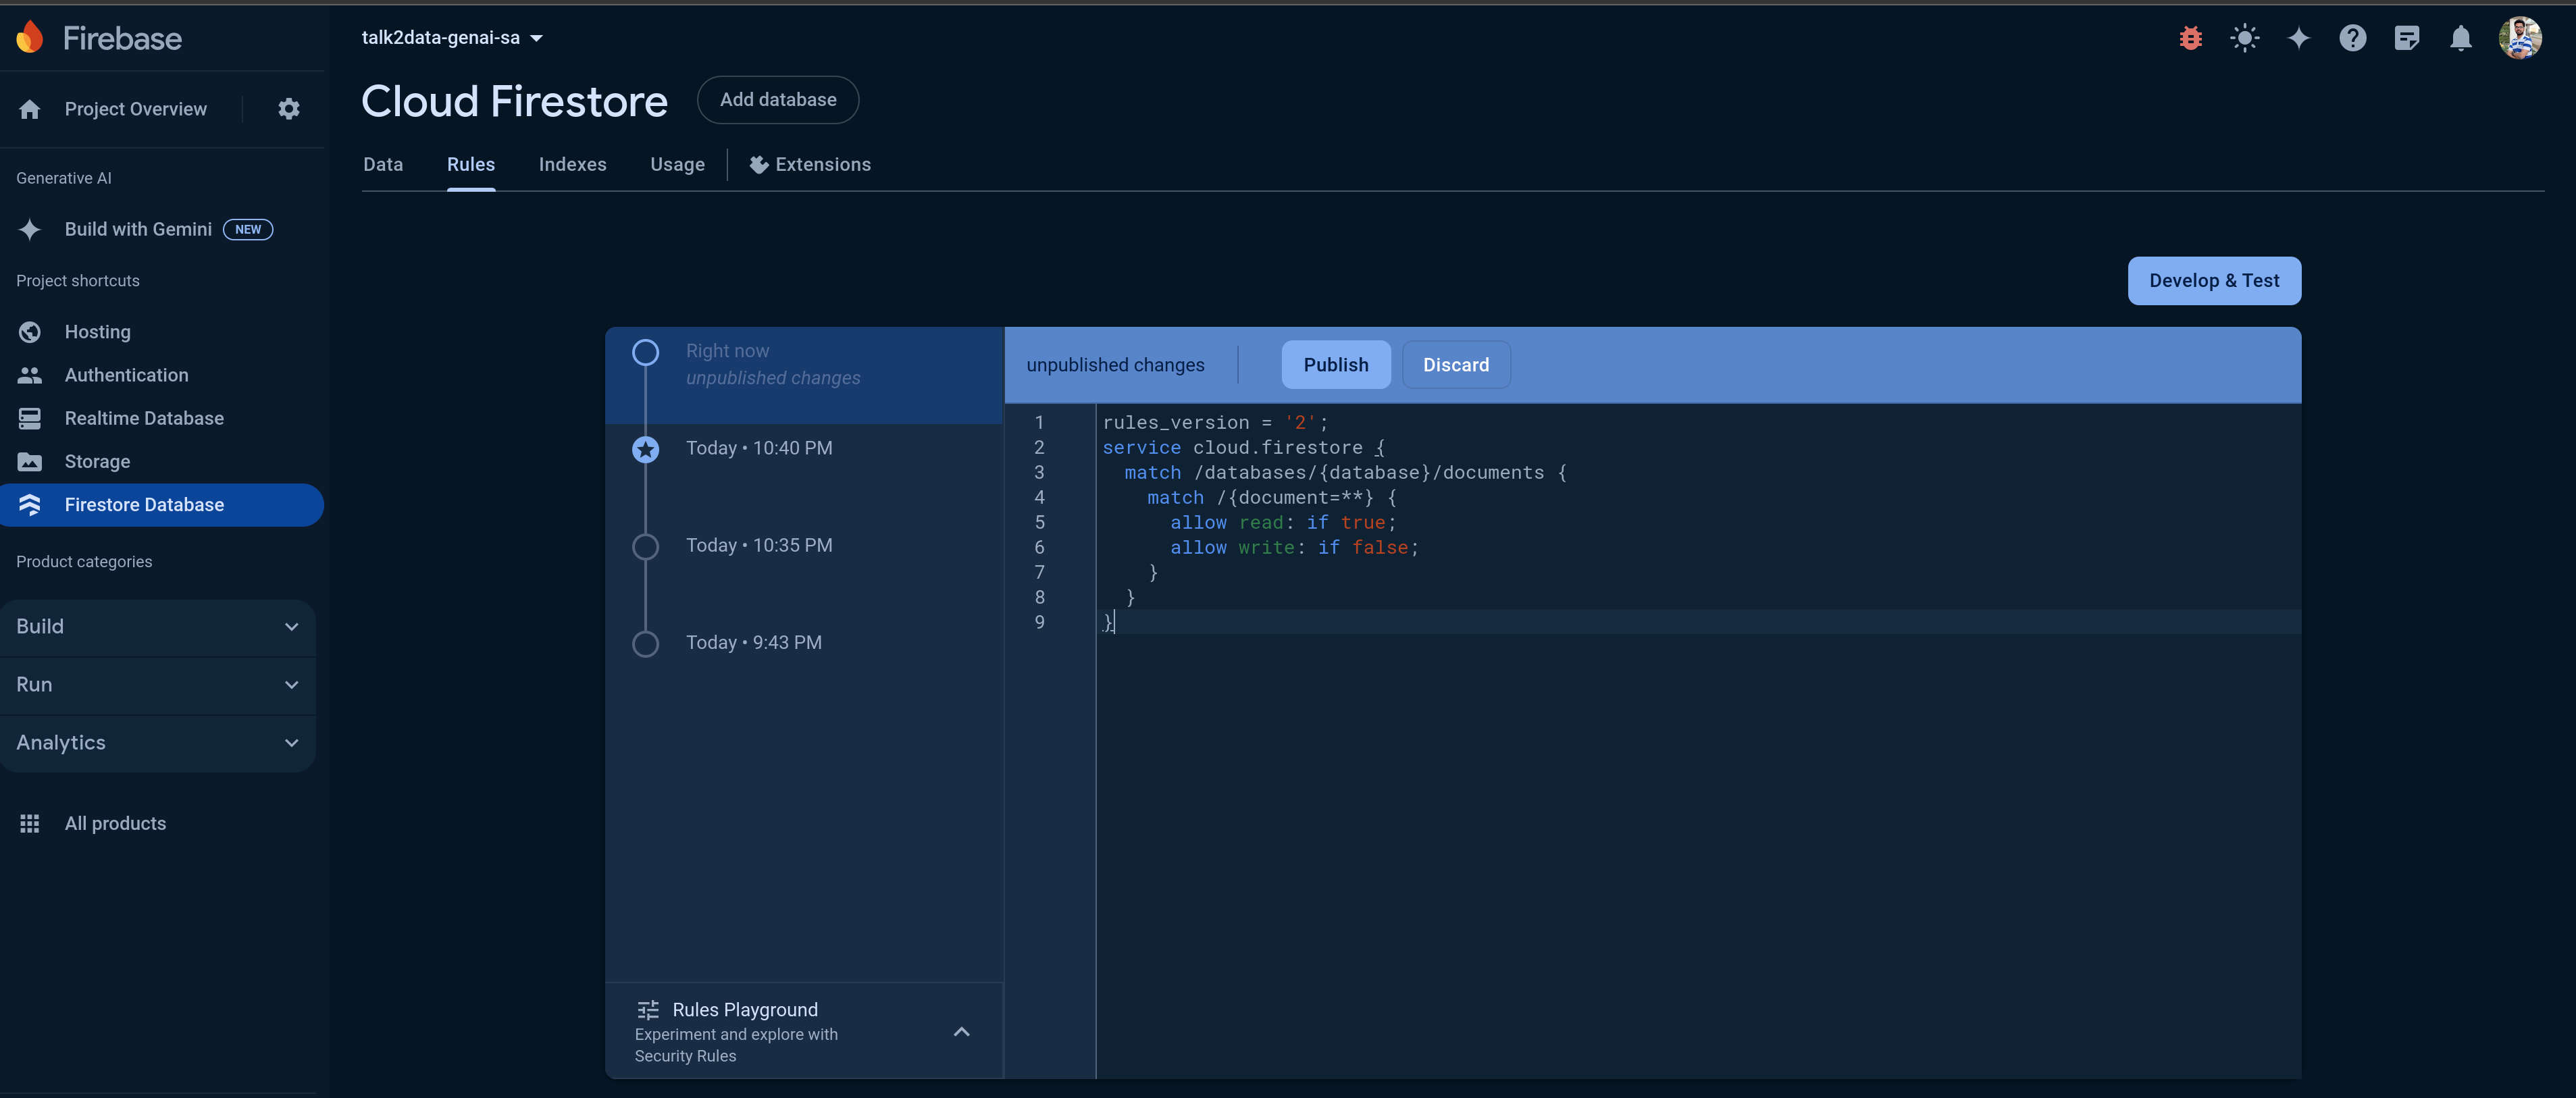 Firebase
talk2data-genai-sa
Project Overview
Cloud Firestore
Add database
Data
Rules
Indexes
Usage
Extensions
Generative AI
Build with Gemini
NEW
Project shortcuts
Hosting
Authentication
Realtime Database
Storage
Firestore Database
Product categories
Build
Run
Analytics
All products
Develop & Test
Right now
unpublished changes
Today • 10:40 PM
Today • 10:35 PM
Today • 9:43 PM
Rules Playground
Experiment and explore with
Security Rules
unpublished changes
Publish
Discard
1 rules_version = '2';
2 service cloud.firestore {
3   match /databases/{database}/documents {
4     match /{document=**} {
5       allow read: if true;
6       allow write: if false;
7     }
8   }
9 }